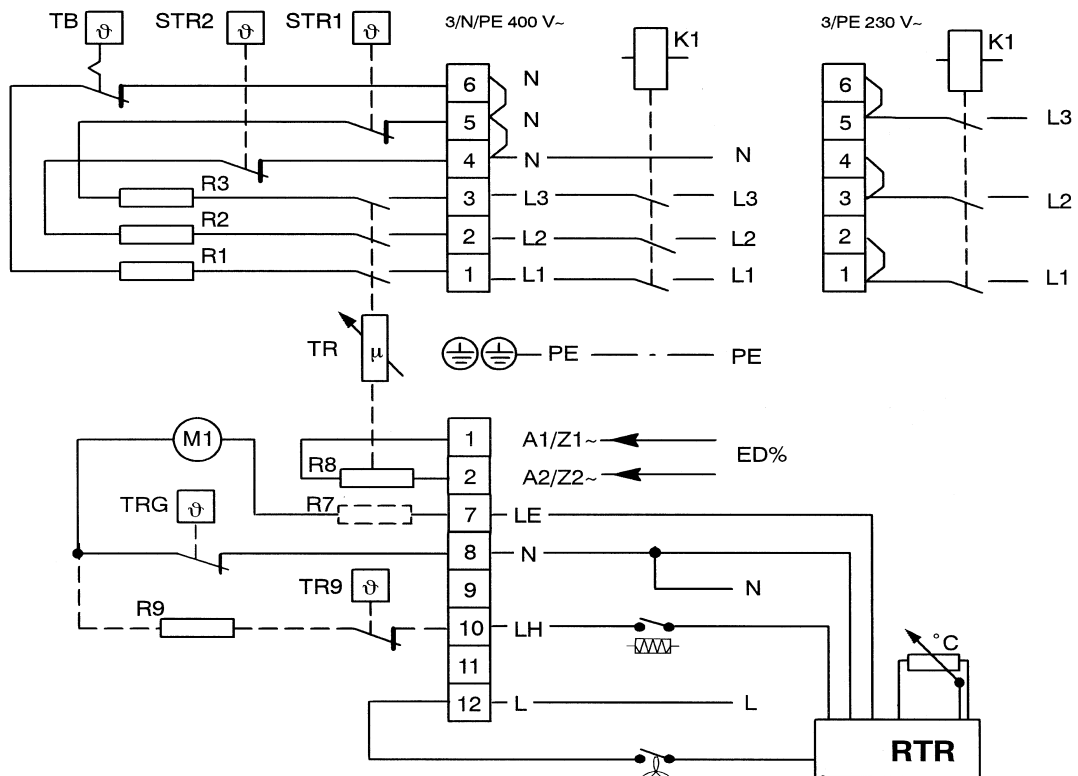 TB ϑ STR2 ϑ STR1 ϑ 3/N/PE 400 V~ K1 3/PE 230 V~ K1
6 N 6
5 N 5 L3
4 N N 4
R3 3 L3 L3 3 L2
R2 2 L2 L2 2
R1 1 L1 L1 1 L1
TR μ PE PE
M1 1 A1/Z1~ ED%
R8 2 A2/Z2~
TRG ϑ R7 7 LE
8 N
TR9 ϑ 9 N
R9 10 LH
11 °C
12 L L
RTR